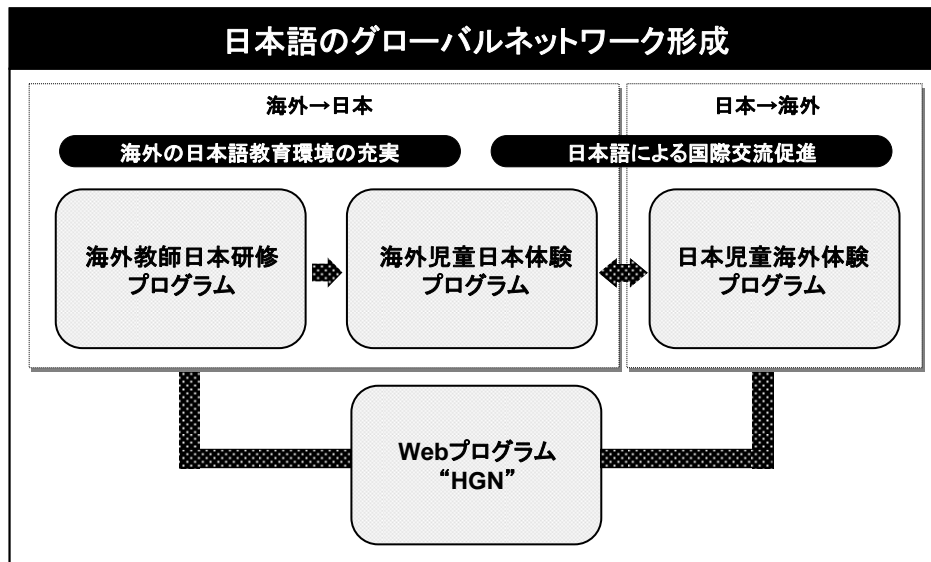 日本語のグローバルネットワーク形成
海外→日本
日本→海外
海外の日本語教育環境の充実
日本語による国際交流促進
海外教師日本研修
プログラム
海外児童日本体験
プログラム
日本児童海外体験
プログラム
Webプログラム
“HGN”